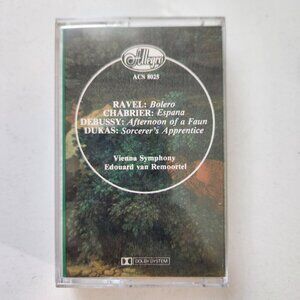 Allegro
ACS 8025
RAVEL: Bolero
CHABRIER: Espana
DEBUSSY: Afternoon of a Faun
DUKAS: Sorcerer's Apprentice
Vienna Symphony
Edouard van Remoortel
DOLBY SYSTEM